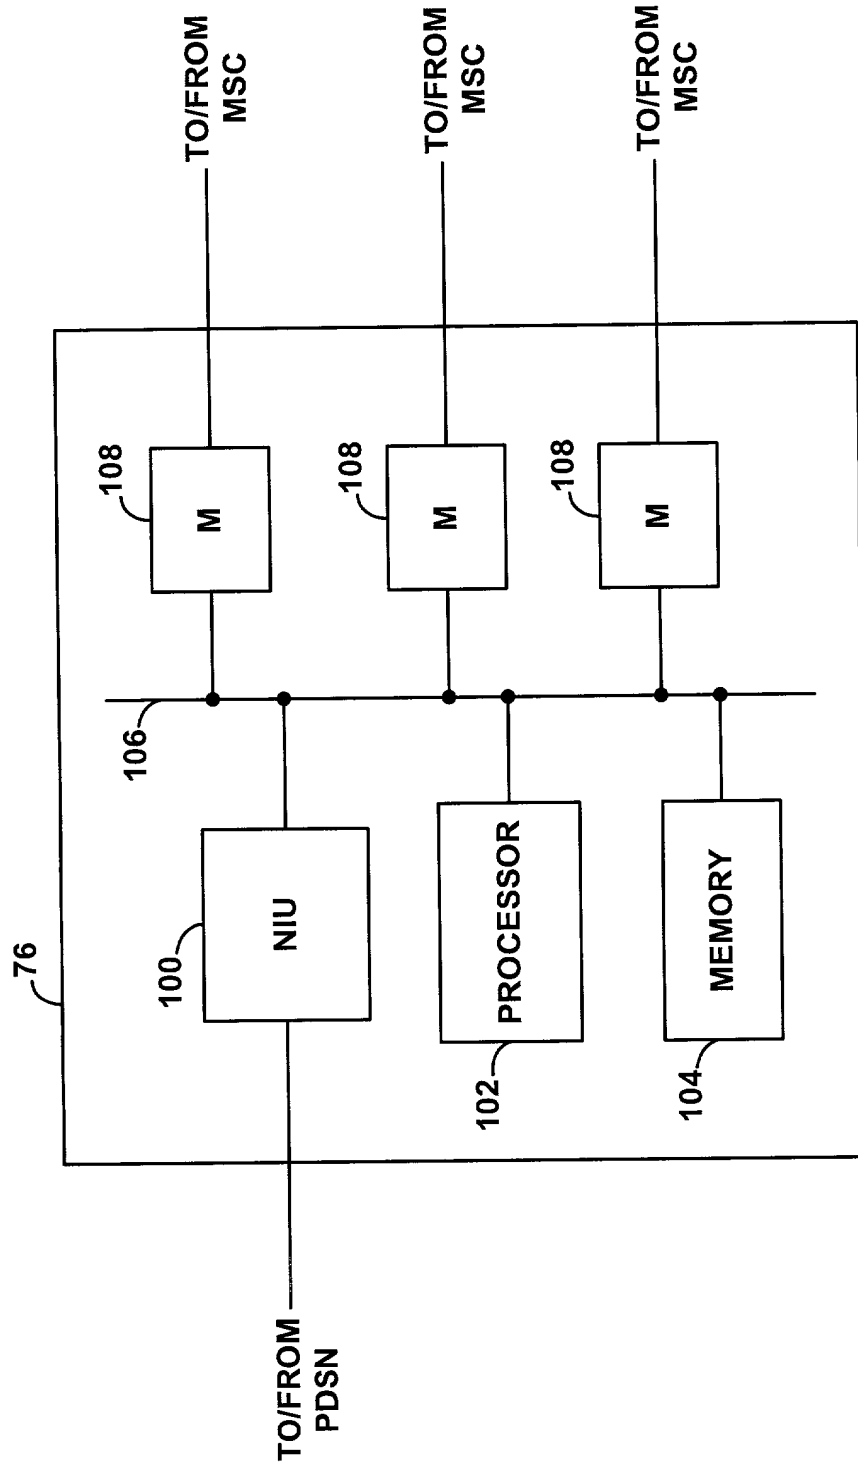 76
TO/FROM
PDSN
100
NIU
102
PROCESSOR
104
MEMORY
106
108
M
TO/FROM
MSC
108
M
TO/FROM
MSC
108
M
TO/FROM
MSC